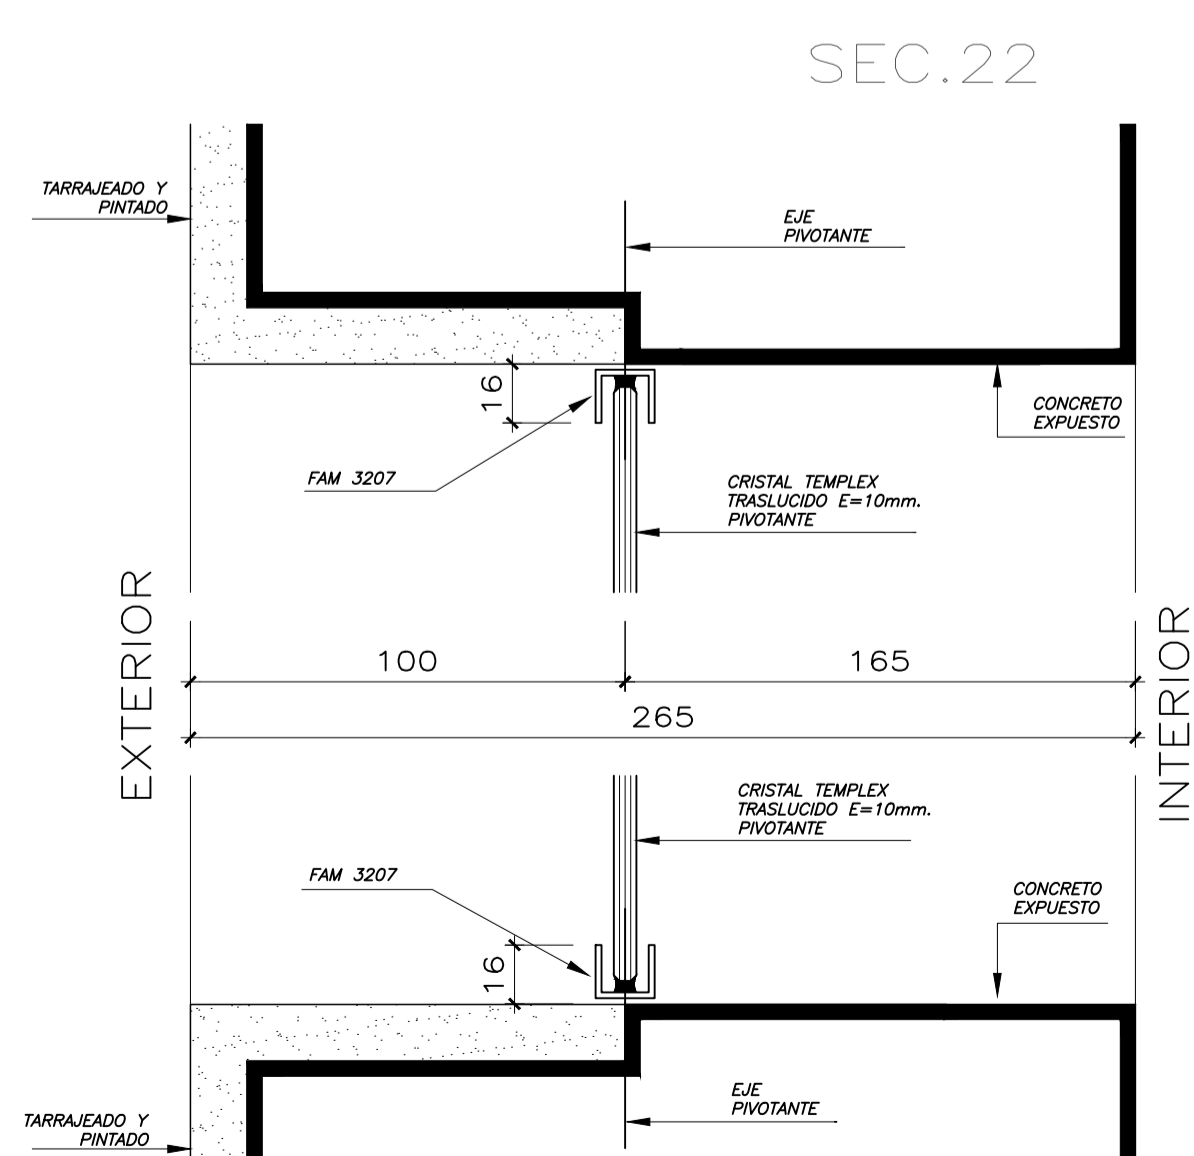 SEC.22
TARRAJEADO Y
PINTADO
EJE
PIVOTANTE
16
CONCRETO
EXPUESTO
FAM 3207
CRISTAL TEMPLEX
TRASLUCIDO E=10mm.
PIVOTANTE
EXTERIOR
INTERIOR
100
165
265
CRISTAL TEMPLEX
TRASLUCIDO E=10mm.
PIVOTANTE
FAM 3207
CONCRETO
EXPUESTO
16
EJE
PIVOTANTE
TARRAJEADO Y
PINTADO